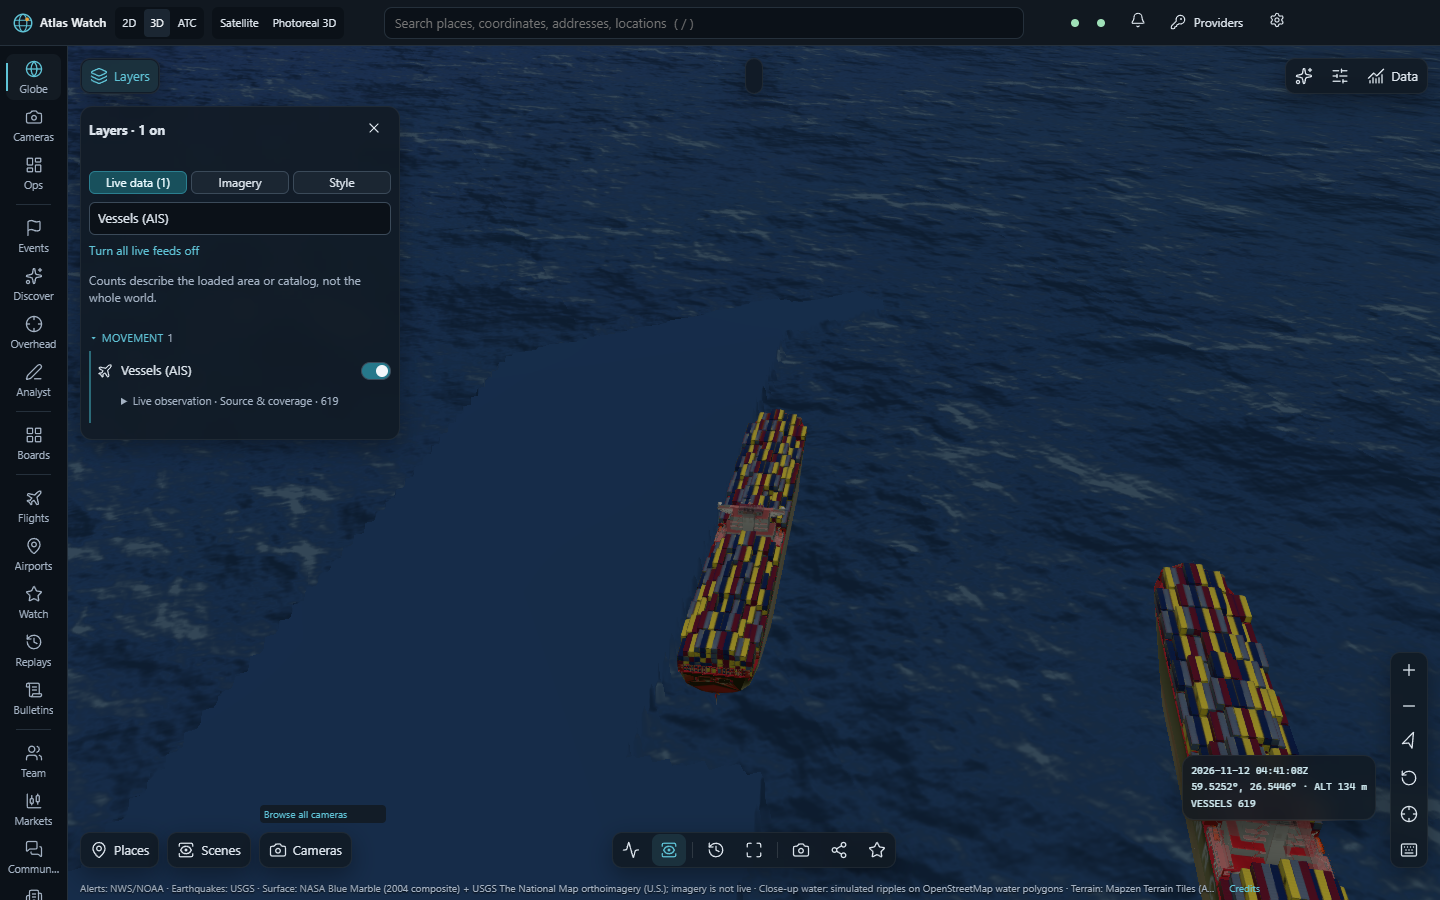 Atlas Watch
2D
3D
ATC
Satellite
Photoreal 3D
Search places, coordinates, addresses, locations ( / )
Providers
Globe
Cameras
Ops
Events
Discover
Overhead
Analyst
Boards
Flights
Airports
Watch
Replays
Bulletins
Team
Markets
Commun...
Layers
Data
Layers · 1 on
Live data (1)
Imagery
Style
Vessels (AIS)
Turn all live feeds off
Counts describe the loaded area or catalog, not the
whole world.
MOVEMENT 1
Vessels (AIS)
Live observation · Source & coverage · 619
2026-11-12 04:41:08Z
59.5252°, 26.5446° · ALT 134 m
VESSELS 619
Browse all cameras
Places
Scenes
Cameras
Alerts: NWS/NOAA · Earthquakes: USGS · Surface: NASA Blue Marble (2004 composite) + USGS The National Map orthoimagery (U.S.); imagery is not live · Close-up water: simulated ripples on OpenStreetMap water polygons · Terrain: Mapzen Terrain Tiles (A...
Credits